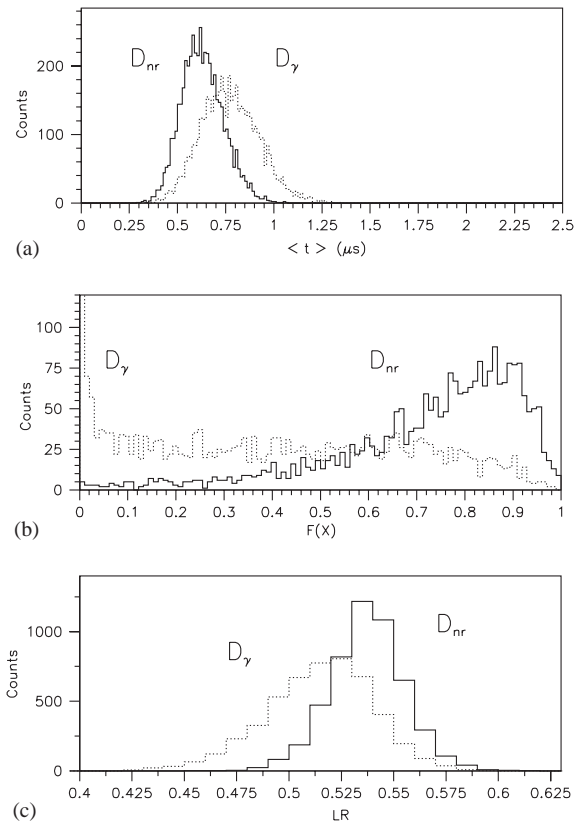 D_nr D_γ
Counts
200
100
0
0 0.25 0.5 0.75 1 1.25 1.5 1.75 2 2.25 2.5
(a)
< t > (μs)
100
75
50
25
0
Counts
D_γ D_nr
0 0.1 0.2 0.3 0.4 0.5 0.6 0.7 0.8 0.9 1
(b)
F(X)
1000
500
0
Counts
D_γ D_nr
0.4 0.425 0.45 0.475 0.5 0.525 0.55 0.575 0.6 0.625
(c)
LR